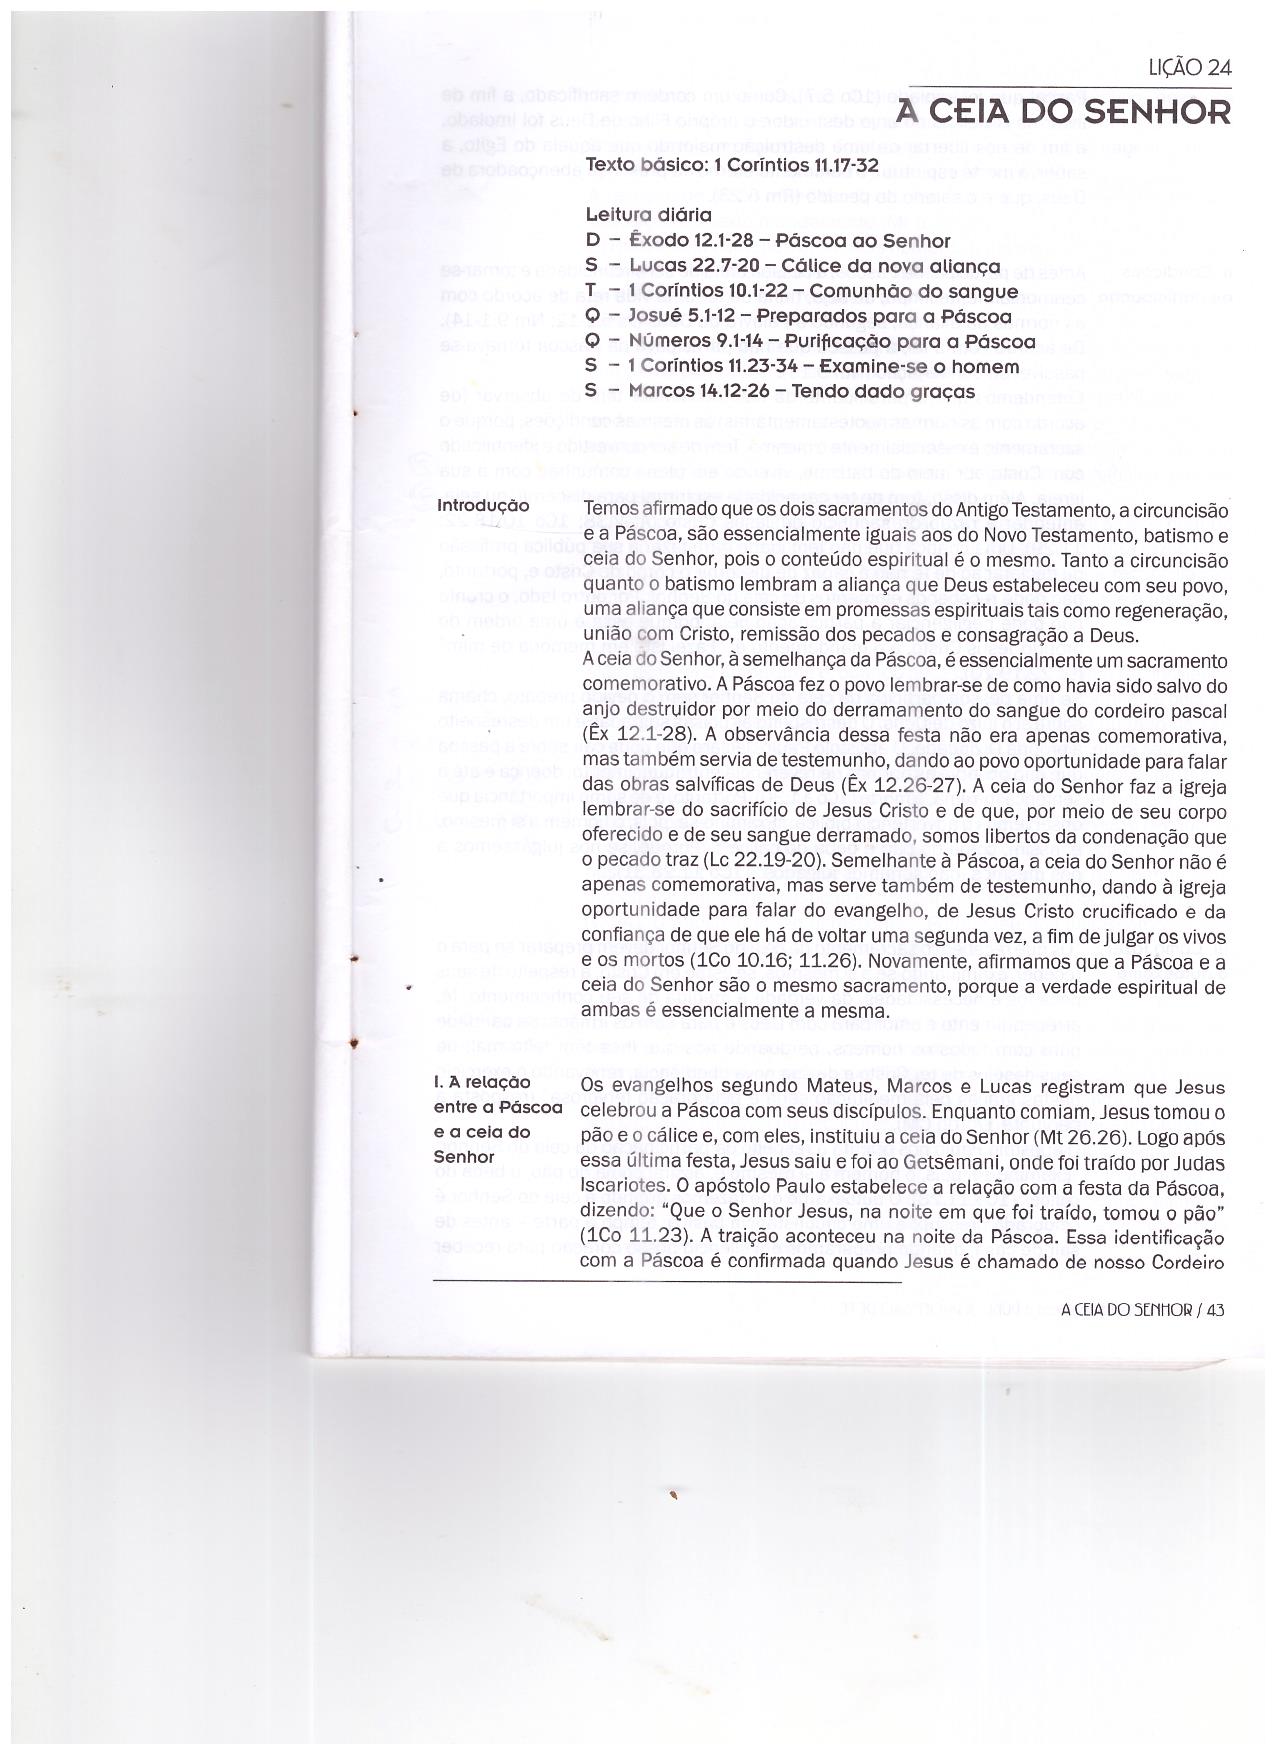 LIÇÃO 24
A CEIA DO SENHOR
Texto básico: 1 Coríntios 11.17-32
Leitura diária
D – Êxodo 12.1-28 – Páscoa ao Senhor
S – Lucas 22.7-20 – Cálice da nova aliança
T – 1 Coríntios 10.1-22 – Comunhão do sangue
Q – Josué 5.1-12 – Preparados para a Páscoa
Q – Números 9.1-14 – Purificação para a Páscoa
S – 1 Coríntios 11.23-34 – Examine-se o homem
S – Marcos 14.12-26 – Tendo dado graças
Introdução
Temos afirmado que os dois sacramentos do Antigo Testamento, a circuncisão
e a Páscoa, são essencialmente iguais aos do Novo Testamento, batismo e
ceia do Senhor, pois o conteúdo espiritual é o mesmo. Tanto a circuncisão
quanto o batismo lembram a aliança que Deus estabeleceu com seu povo,
uma aliança que consiste em promessas espirituais tais como regeneração,
união com Cristo, remissão dos pecados e consagração a Deus.
A ceia do Senhor, à semelhança da Páscoa, é essencialmente um sacramento
comemorativo. A Páscoa fez o povo lembrar-se de como havia sido salvo do
anjo destruidor por meio do derramamento do sangue do cordeiro pascal
(Êx 12.1-28). A observância dessa festa não era apenas comemorativa,
mas também servia de testemunho, dando ao povo oportunidade para falar
das obras salvíficas de Deus (Êx 12.26-27). A ceia do Senhor faz a igreja
lembrar-se do sacrifício de Jesus Cristo e de que, por meio de seu corpo
oferecido e de seu sangue derramado, somos libertos da condenação que
o pecado traz (Lc 22.19-20). Semelhante à Páscoa, a ceia do Senhor não é
apenas comemorativa, mas serve também de testemunho, dando à igreja
oportunidade para falar do evangelho, de Jesus Cristo crucificado e da
confiança de que ele há de voltar uma segunda vez, a fim de julgar os vivos
e os mortos (1Co 10.16; 11.26). Novamente, afirmamos que a Páscoa e a
ceia do Senhor são o mesmo sacramento, porque a verdade espiritual de
ambas é essencialmente a mesma.
I. A relação
entre a Páscoa
e a ceia do
Senhor
Os evangelhos segundo Mateus, Marcos e Lucas registram que Jesus
celebrou a Páscoa com seus discípulos. Enquanto comiam, Jesus tomou o
pão e o cálice e, com eles, instituiu a ceia do Senhor (Mt 26.26). Logo após
essa última festa, Jesus saiu e foi ao Getsêmani, onde foi traído por Judas
Iscariotes. O apóstolo Paulo estabelece a relação com a festa da Páscoa,
dizendo: “Que o Senhor Jesus, na noite em que foi traído, tomou o pão”
(1Co 11.23). A traição aconteceu na noite da Páscoa. Essa identificação
com a Páscoa é confirmada quando Jesus é chamado de nosso Cordeiro
A CEIA DO SENHOR / 43